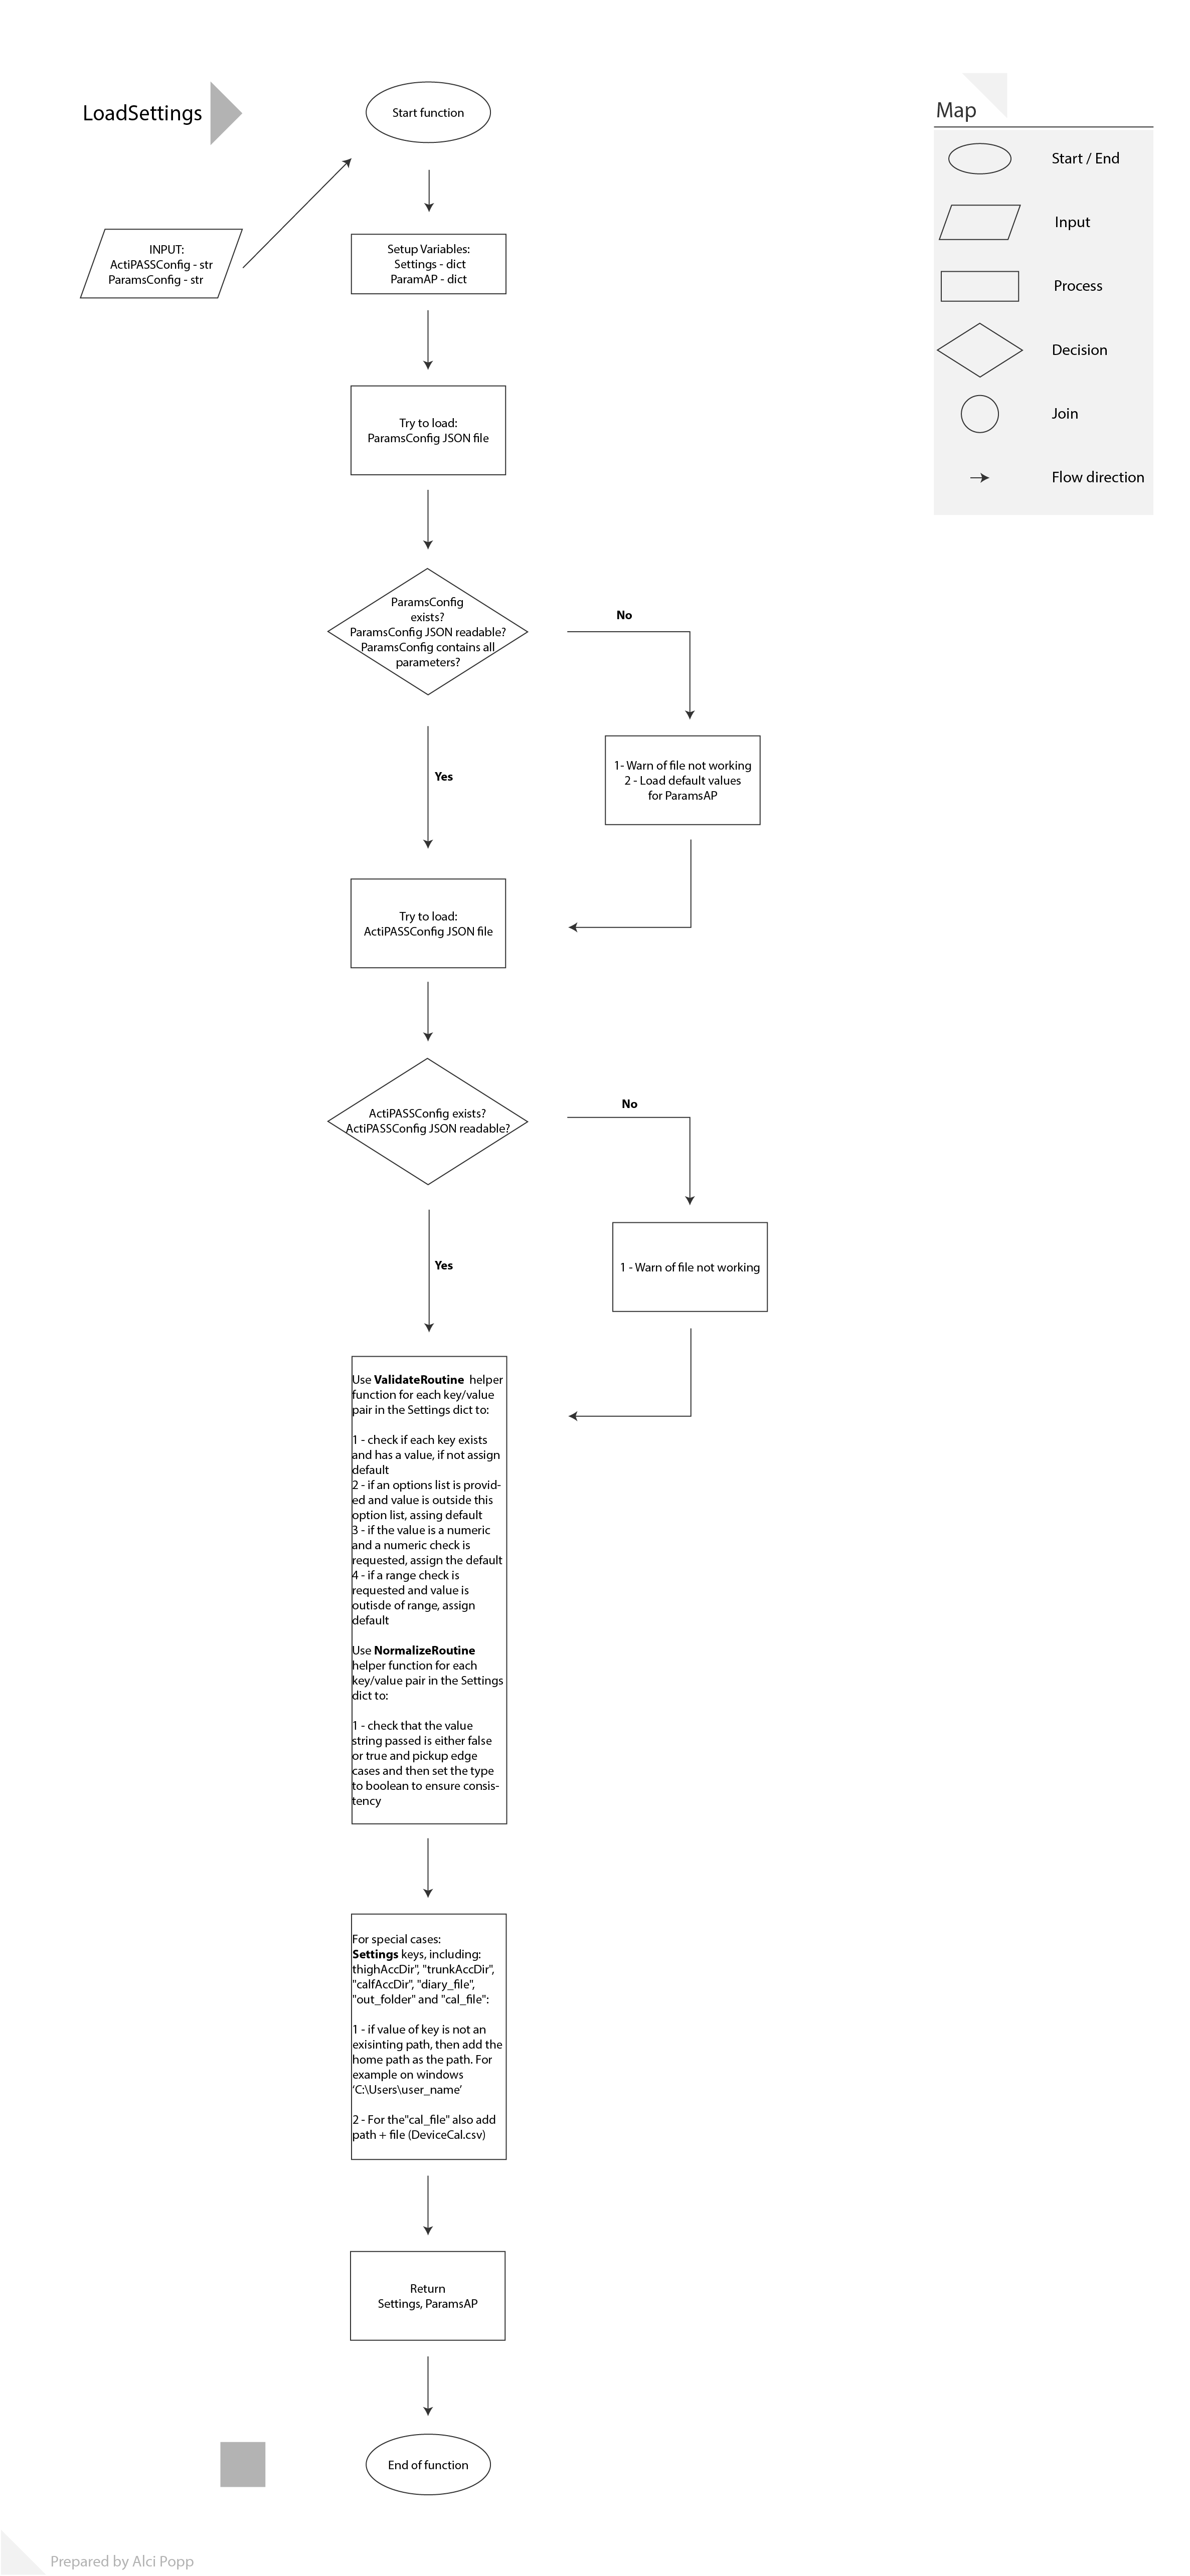 LoadSettings
Start function
Map
Start / End
Input
Process
Decision
Join
Flow direction
INPUT:
ActiPASSConfig - str
ParamsConfig - str
Setup Variables:
Settings - dict
ParamAP - dict
Try to load:
ParamsConfig JSON file
ParamsConfig
exists?
ParamsConfig JSON readable?
ParamsConfig contains all
parameters?
No
1- Warn of file not working
2 - Load default values
for ParamsAP
Yes
Try to load:
ActiPASSConfig JSON file
ActiPASSConfig exists?
ActiPASSConfig JSON readable?
No
1 - Warn of file not working
Yes
Use ValidateRoutine helper
function for each key/value
pair in the Settings dict to:
1 - check if each key exists
and has a value, if not assign
default
2 - if an options list is provid-
ed and value is outside this
option list, assing default
3 - if the value is a numeric
and a numeric check is
requested, assign the default
4 - if a range check is
requested and value is
outisde of range, assign
default
Use NormalizeRoutine
helper function for each
key/value pair in the Settings
dict to:
1 - check that the value
string passed is either false
or true and pickup edge
cases and then set the type
to boolean to ensure consis-
tency
For special cases:
Settings keys, including:
thighAccDir", "trunkAccDir",
"calfAccDir", "diary_file",
"out_folder" and "cal_file":
1 - if value of key is not an
exisinting path, then add the
home path as the path. For
example on windows
‘C:\Users\user_name’
2 - For the"cal_file" also add
path + file (DeviceCal.csv)
Return
Settings, ParamsAP
End of function
Prepared by Alci Popp